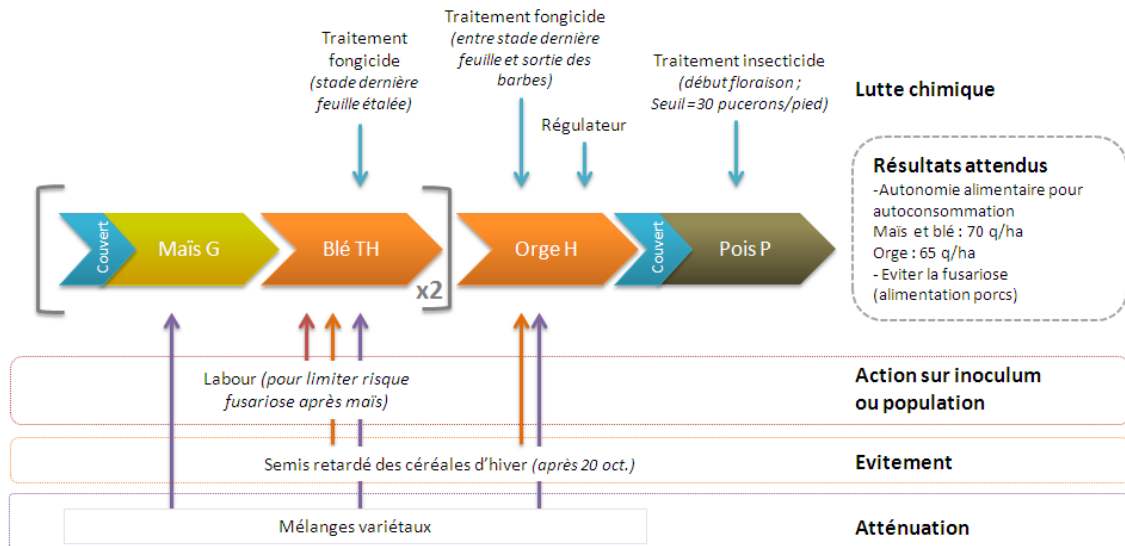 Traitement
fongicide
(stade dernière
feuille étalée)
Traitement fongicide
(entre stade dernière
feuille et sortie des
barbes)
Régulateur
Traitement insecticide
(début floraison ;
Seuil =30 pucerons/pied)
Lutte chimique
Couvert
Maïs G
Blé TH
x2
Orge H
Couvert
Pois P
Résultats attendus
-Autonomie alimentaire pour
autoconsommation
Maïs et blé : 70 q/ha
Orge : 65 q/ha
- Eviter la fusariose
(alimentation porcs)
Labour (pour limiter risque
fusariose après maïs)
Action sur inoculum
ou population
Semis retardé des céréales d'hiver (après 20 oct.)
Evitement
Mélanges variétaux
Atténuation